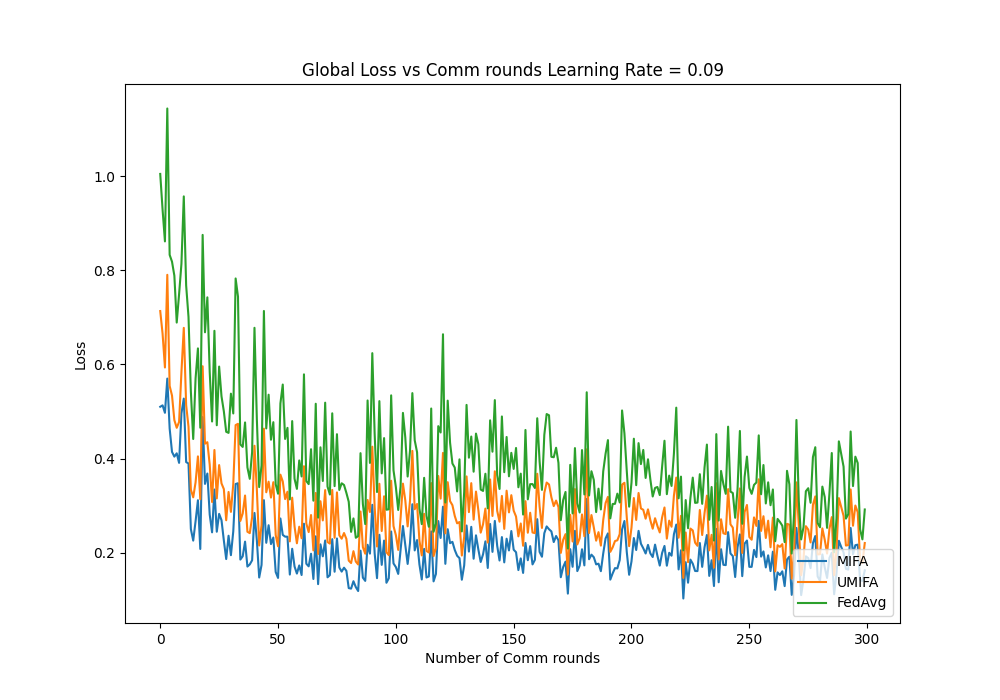 Global Loss vs Comm rounds Learning Rate = 0.09
Loss
1.0
0.8
0.6
0.4
0.2
0 50 100 150 200 250 300
Number of Comm rounds
MIFA
UMIFA
FedAvg